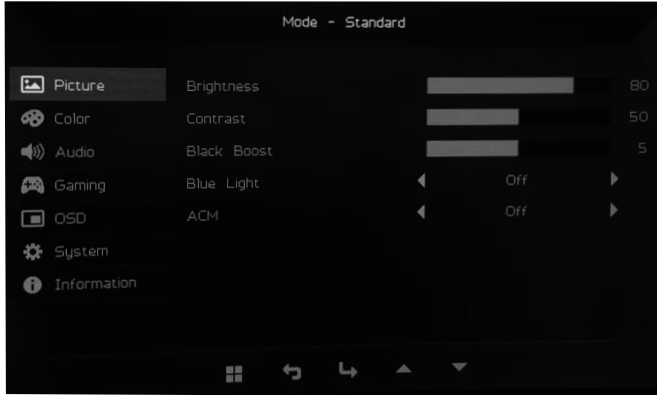 Mode - Standard
Picture
Brightness 80
Color
Contrast 50
Audio
Black Boost 5
Gaming
Blue Light Off
OSD
ACM Off
System
Information